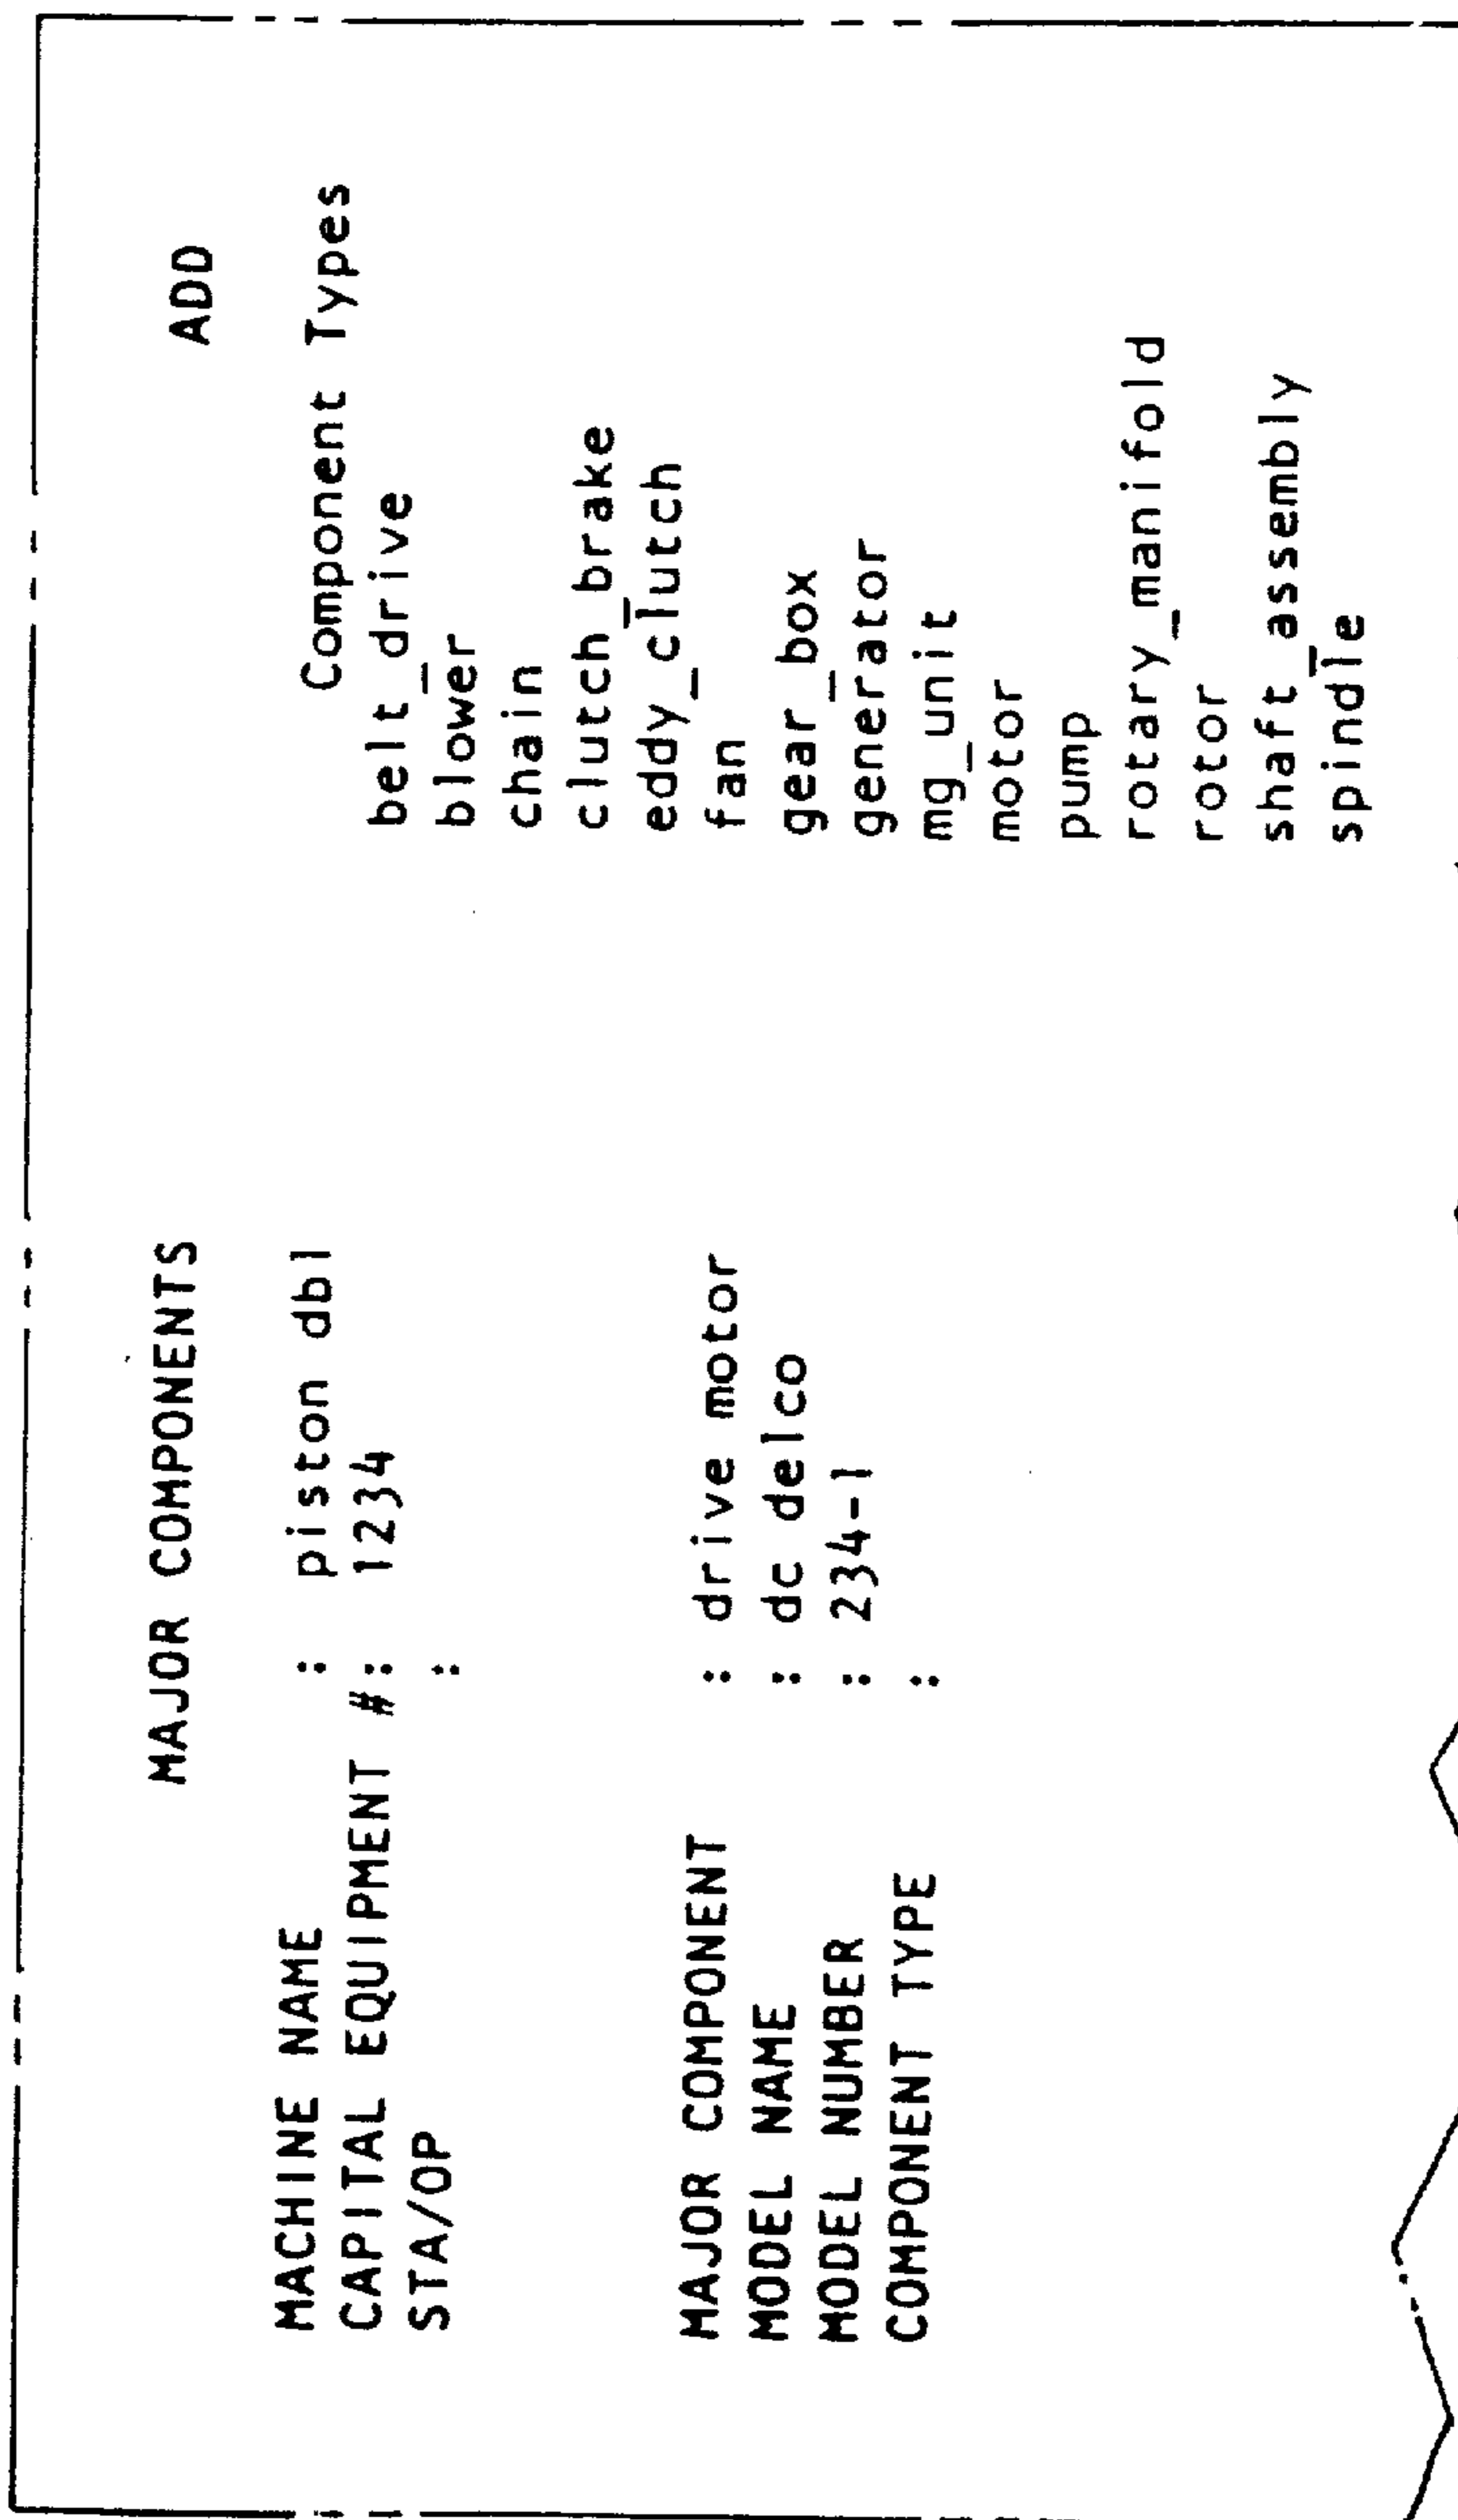 MAJOR COMPONENTS ADD
MACHINE NAME : piston dbl
CAPITAL EQUIPMENT #: 1234
STA/OP :
MAJOR COMPONENT : drive motor
MODEL NAME : dc delco
MODEL NUMBER : 234-1
COMPONENT TYPE :
Component Types
belt_drive
blower
chain
clutch_brake
eddy_clutch
fan
gear_box
generator
mg_unit
motor
pump
rotary_manifold
rotor
shaft_assembly
spindle